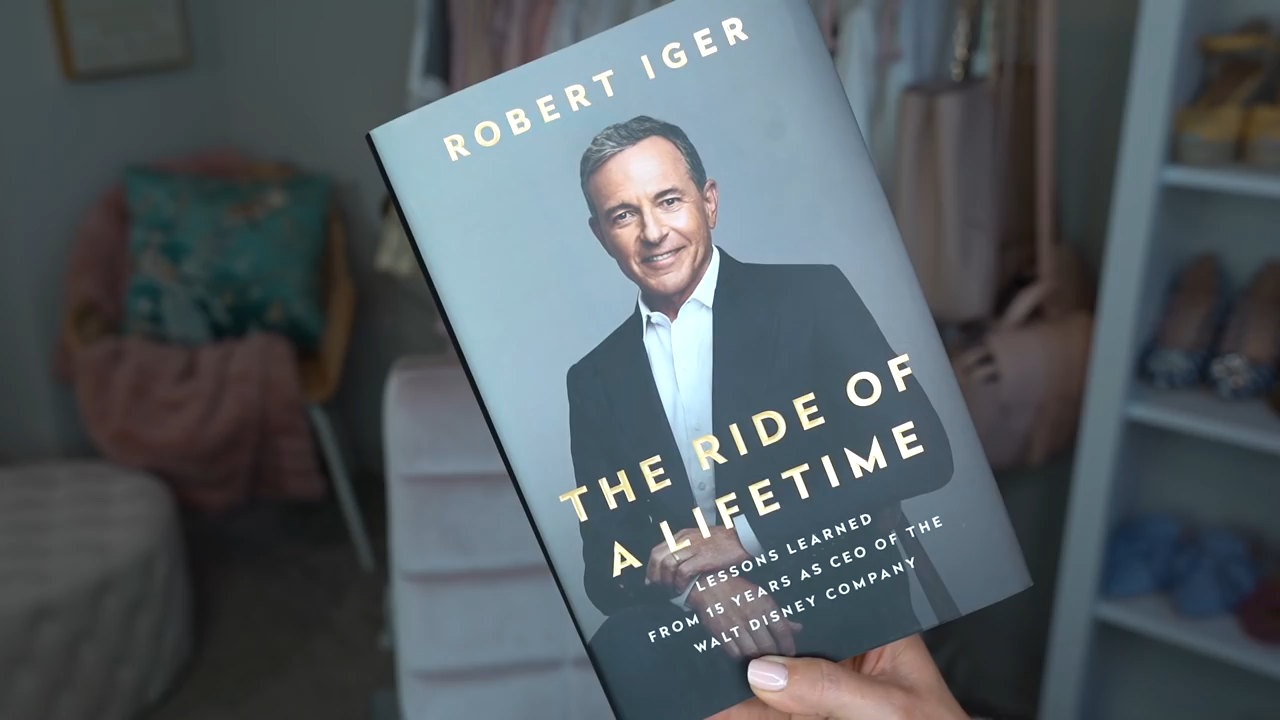 ROBERT IGER
THE RIDE OF
A LIFETIME
LESSONS LEARNED
FROM 15 YEARS AS CEO OF THE
WALT DISNEY COMPANY